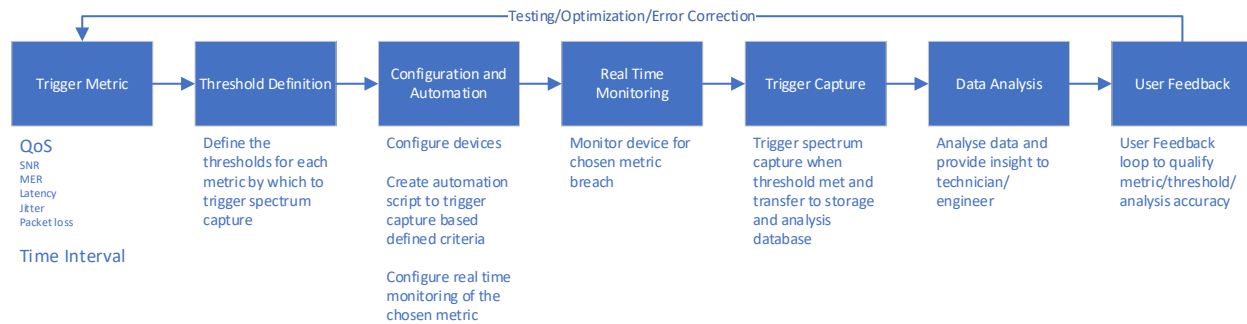 Testing/Optimization/Error Correction
Trigger Metric
Threshold Definition
Configuration and
Automation
Real Time
Monitoring
Trigger Capture
Data Analysis
User Feedback
QoS
SNR
MER
Latency
Jitter
Packet loss
Time Interval
Define the
thresholds for each
metric by which to
trigger spectrum
capture
Configure devices
Create automation
script to trigger
capture based
defined criteria
Configure real time
monitoring of the
chosen metric
Monitor device for
chosen metric
breach
Trigger spectrum
capture when
threshold met and
transfer to storage
and analysis
database
Analyse data and
provide insight to
technician/
engineer
User Feedback
loop to qualify
metric/threshold/
analysis accuracy